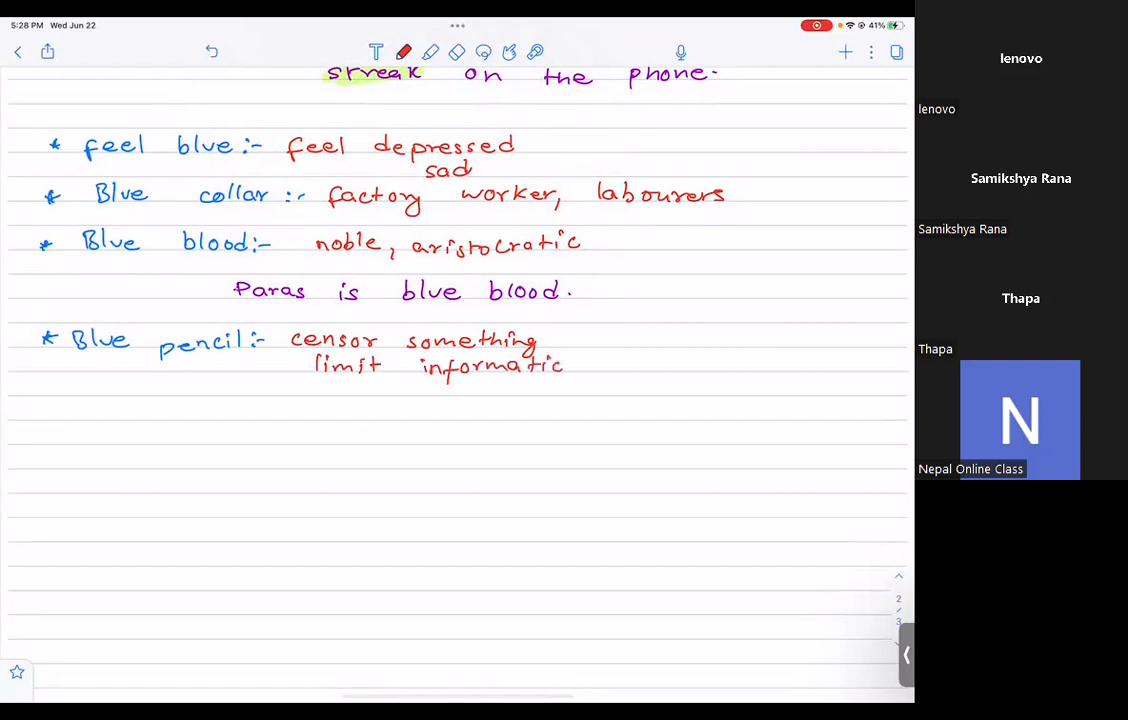 5:28 PM Wed Jun 22
41%
streak on the phone.
* feel blue :- feel depressed
sad
* Blue collar :- factory worker, labourers
* Blue blood :- noble, aristocratic
Paras is blue blood.
* Blue pencil :- censor something
limit informatic
2
/
3
lenovo
lenovo
Samikshya Rana
Samikshya Rana
Thapa
Thapa
N
Nepal Online Class